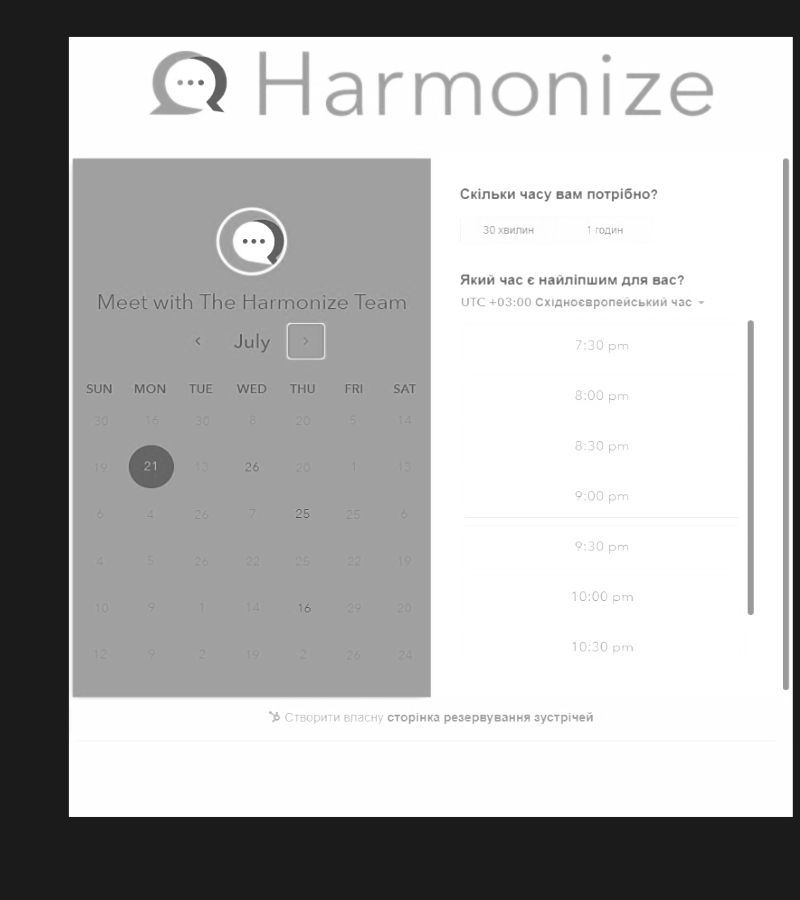 Harmonize
Meet with The Harmonize Team
July
SUN MON TUE WED THU FRI SAT
30 16 30 8 20 5 14
19 21 13 26 20 1 13
6 4 26 7 25 25 6
4 5 26 22 25 22 19
10 9 1 14 16 29 20
12 9 2 19 2 26 24
Скільки часу вам потрібно?
30 хвилин 1 годин
Який час є найліпшим для вас?
UTC +03:00 Східноєвропейський час
7:30 pm
8:00 pm
8:30 pm
9:00 pm
9:30 pm
10:00 pm
10:30 pm
Створити власну сторінка резервування зустрічей